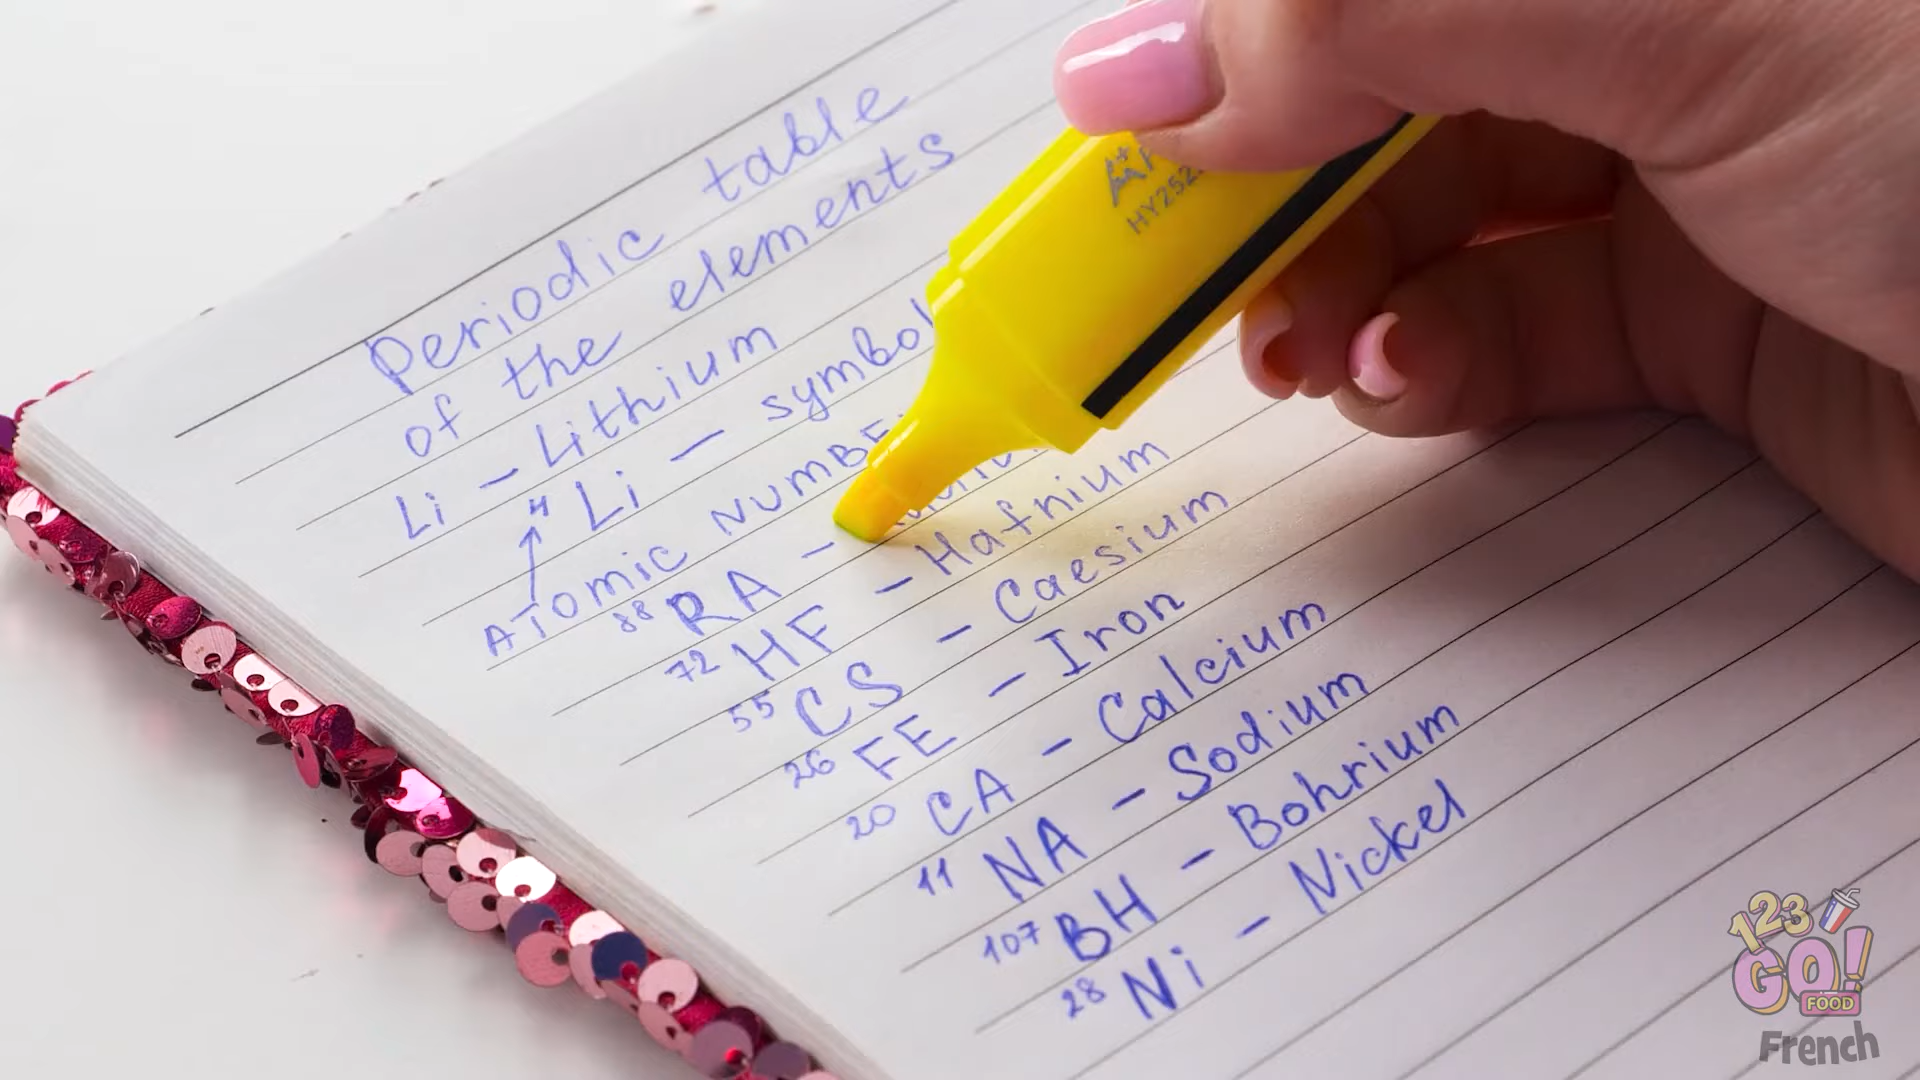 Periodic table
of the elements
Li - Lithium
4 Li - symbol
ATOMIC NUMBE
88 RA -
72 HF - Hafnium
55 CS - Caesium
26 FE - Iron
20 CA - Calcium
11 NA - Sodium
107 BH - Bohrium
28 Ni - Nickel
HY252
123
GO!
FOOD
French